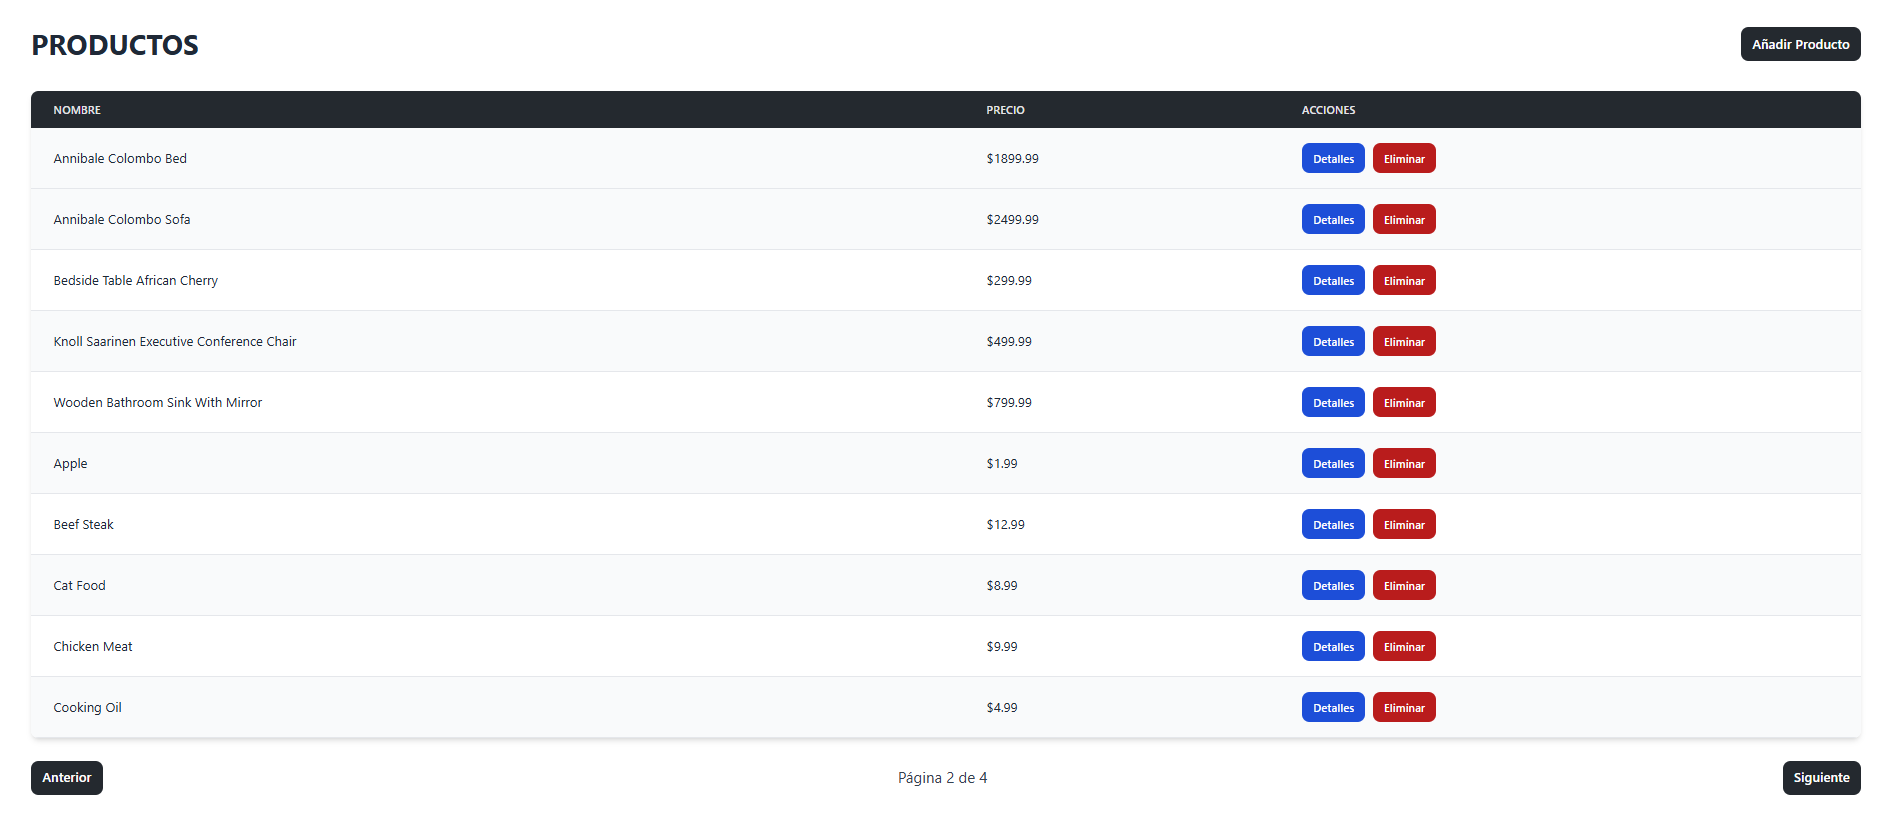 PRODUCTOS
Añadir Producto
NOMBRE PRECIO ACCIONES
Annibale Colombo Bed $1899.99 Detalles Eliminar
Annibale Colombo Sofa $2499.99 Detalles Eliminar
Bedside Table African Cherry $299.99 Detalles Eliminar
Knoll Saarinen Executive Conference Chair $499.99 Detalles Eliminar
Wooden Bathroom Sink With Mirror $799.99 Detalles Eliminar
Apple $1.99 Detalles Eliminar
Beef Steak $12.99 Detalles Eliminar
Cat Food $8.99 Detalles Eliminar
Chicken Meat $9.99 Detalles Eliminar
Cooking Oil $4.99 Detalles Eliminar
Anterior Página 2 de 4 Siguiente